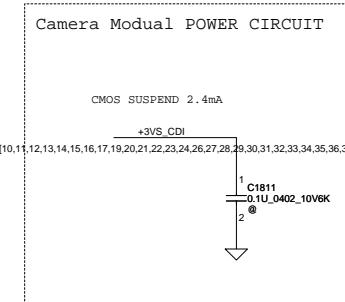 Camera Modual POWER CIRCUIT
CMOS SUSPEND 2.4mA
+3VS_CDI
[10,11,12,13,14,15,16,17,19,20,21,22,23,24,26,27,28,29,30,31,32,33,34,35,36,3
1
C1811
0.1U_0402_10V6K
@
2